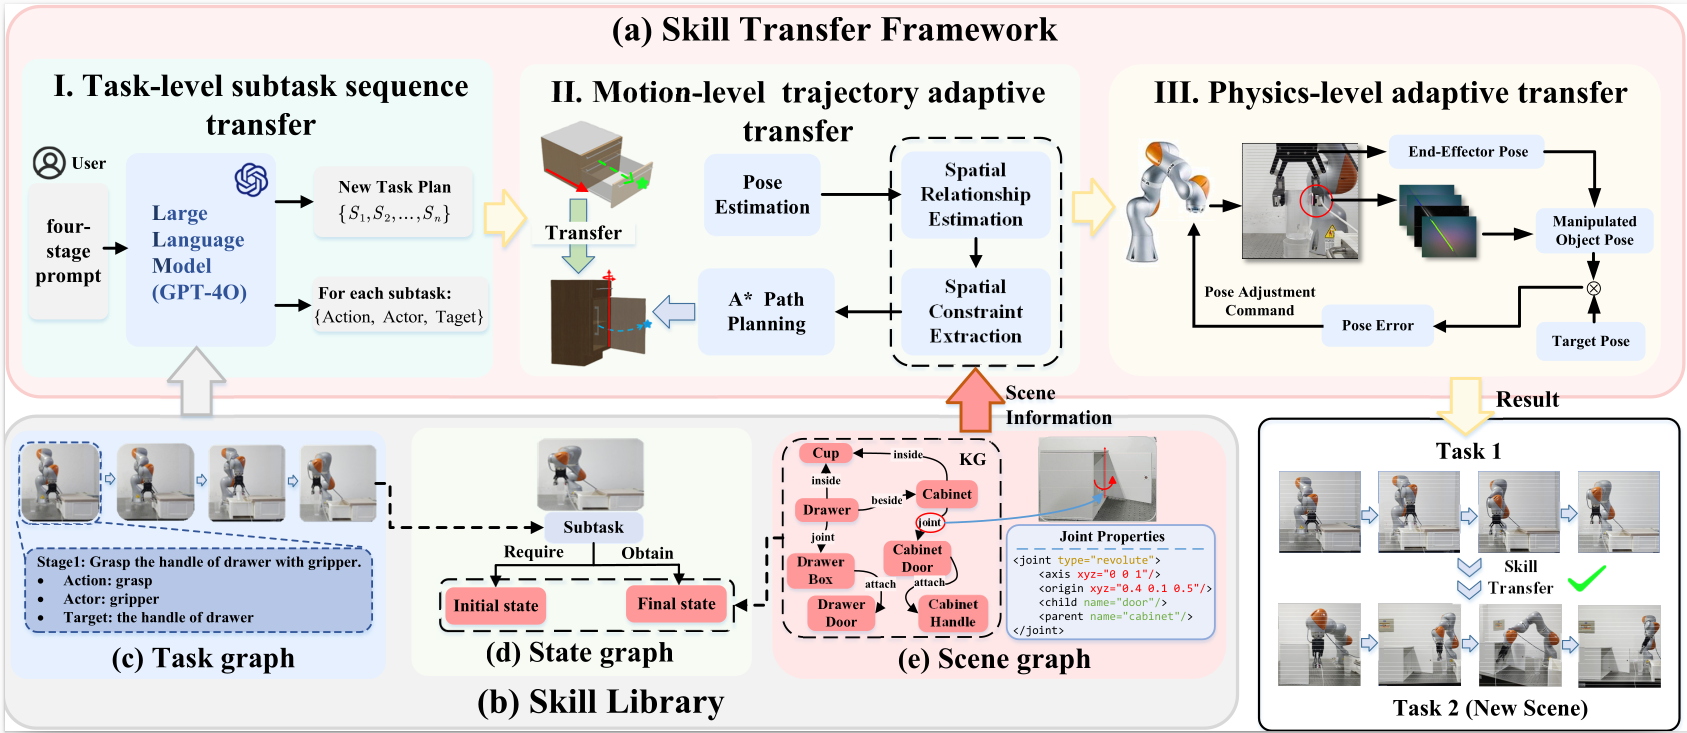 (a) Skill Transfer Framework
I. Task-level subtask sequence
transfer
User
four-
stage
prompt
Large
Language
Model
(GPT-4O)
New Task Plan
{S₁,S₂,...,Sₙ}
For each subtask:
{Action, Actor, Taget}
II. Motion-level trajectory adaptive
transfer
Transfer
Pose
Estimation
Spatial
Relationship
Estimation
A* Path
Planning
Spatial
Constraint
Extraction
III. Physics-level adaptive transfer
End-Effector Pose
Manipulated
Object Pose
Pose Adjustment
Command
Pose Error
Target Pose
Scene
Information
Result
Stage1: Grasp the handle of drawer with gripper.
• Action: grasp
• Actor: gripper
• Target: the handle of drawer
(c) Task graph
Subtask
Require
Obtain
Initial state
Final state
(d) State graph
KG
Cup
inside
inside
Cabinet
beside
Drawer
joint
joint
Cabinet
Door
Drawer
Box
attach
attach
Drawer
Door
Cabinet
Handle
Joint Properties
<joint type="revolute">
<axis xyz="0 0 1"/>
<origin xyz="0.4 0.1 0.5"/>
<child name="door"/>
<parent name="cabinet"/>
</joint>
(e) Scene graph
(b) Skill Library
Task 1
Skill
Transfer
Task 2 (New Scene)